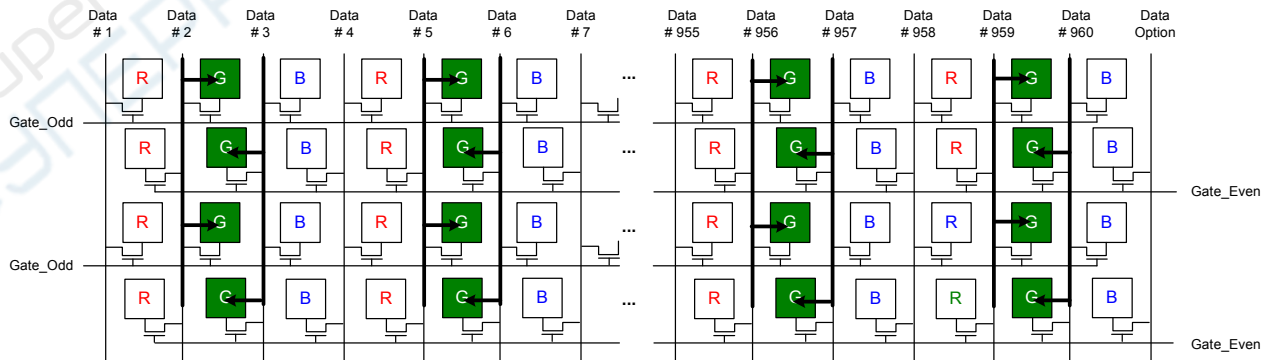 Data Data Data Data Data Data Data Data Data Data Data Data Data Data
# 1 # 2 # 3 # 4 # 5 # 6 # 7 # 955 # 956 # 957 # 958 # 959 # 960 Option
R G B R G B ... R G B R G B
Gate_Odd
R G B R G B ... R G B R G B
Gate_Even
R G B R G B ... R G B B G B
Gate_Odd
R G B R G B ... R G B R G B
Gate_Even